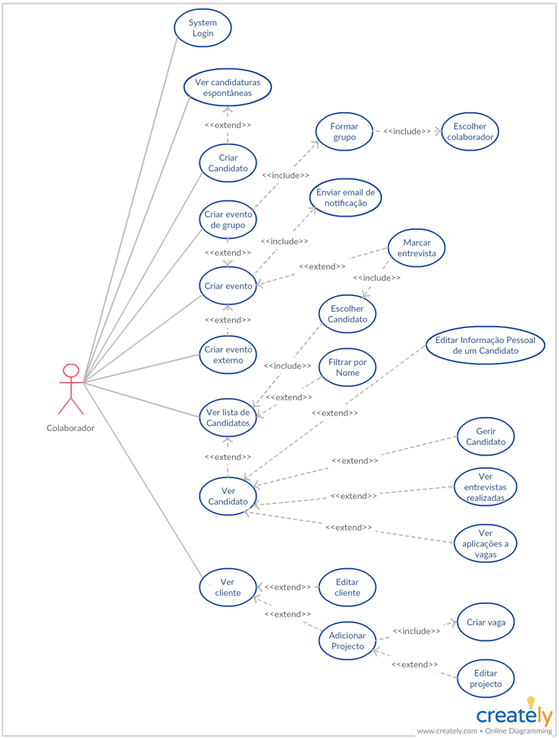 System
Login
Ver candidaturas
espontâneas
<<extend>>
Formar
grupo
<<include>>
Escolher
colaborador
Criar
Candidato
<<include>>
Enviar email de
notificação
Criar evento
de grupo
<<include>>
Marcar
entrevista
<<extend>>
<<extend>>
<<include>>
Criar evento
Escolher
Candidato
<<extend>>
Editar Informação Pessoal
de um Candidato
Criar evento
externo
<<include>>
Filtrar por
Nome
Colaborador
<<extend>>
Ver lista de
Candidatos
<<extend>>
Gerir
Candidato
<<extend>>
<<extend>>
Ver
Candidato
<<extend>>
Ver
entrevistas
realizadas
<<extend>>
Ver
aplicações a
vagas
Ver
cliente
<<extend>>
Editar
cliente
<<extend>>
Adicionar
Projecto
<<include>>
Criar vaga
<<extend>>
Editar
projecto
creately
www.creately.com • Online Diagramming